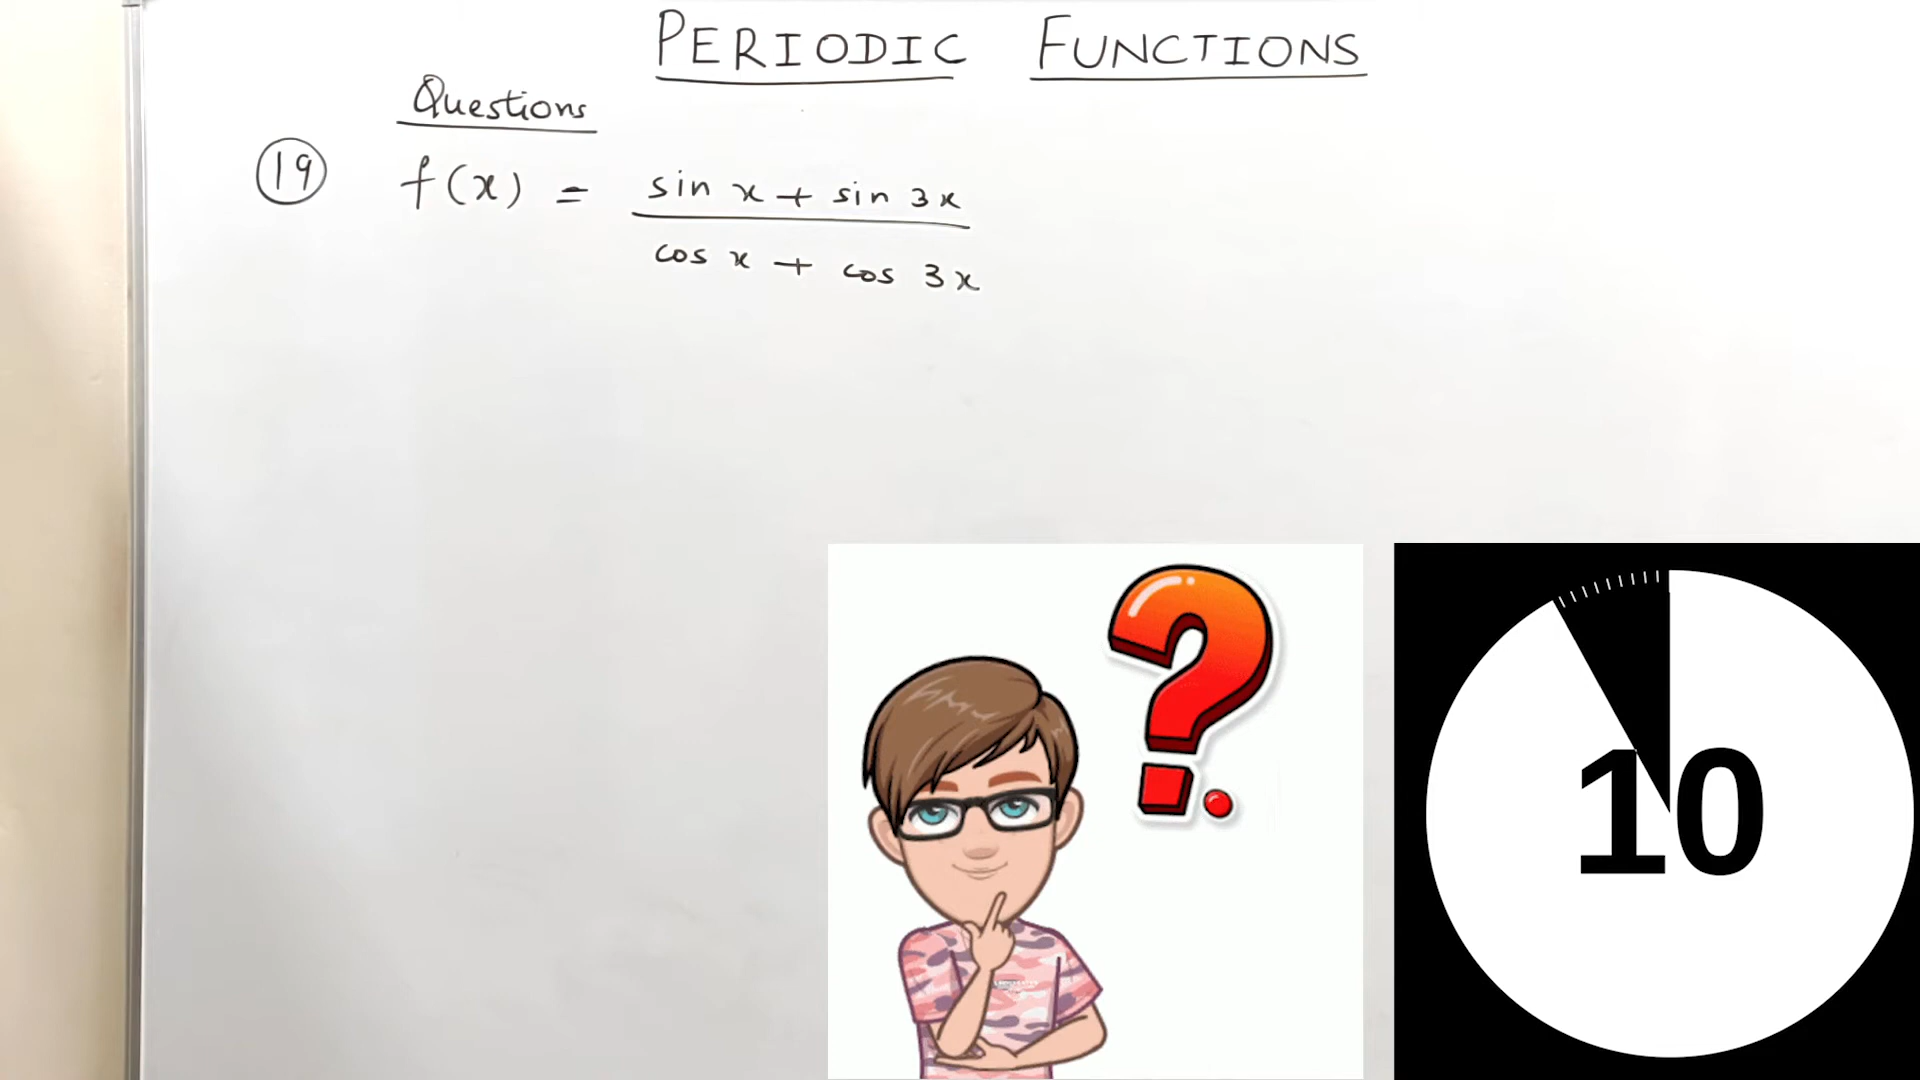 PERIODIC FUNCTIONS
Questions
19 f(x) = sin x + sin 3x
cos x + cos 3x
10